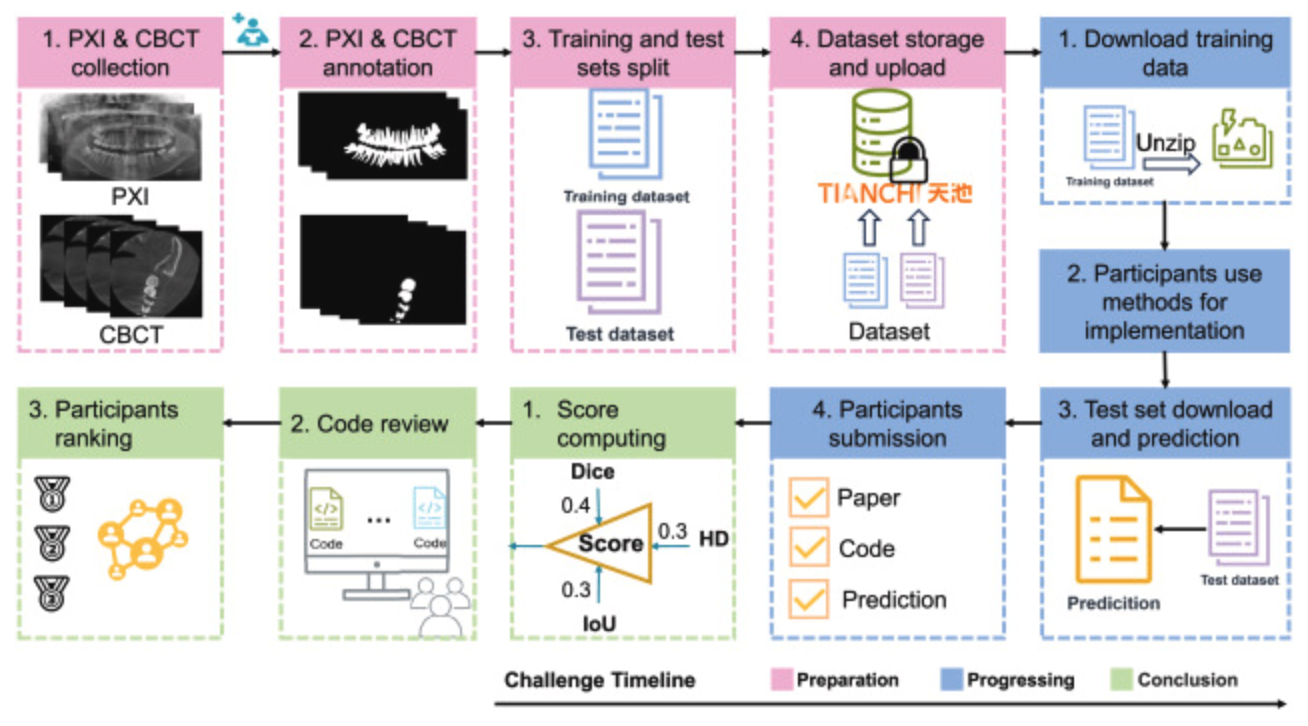 1. PXI & CBCT
collection
2. PXI & CBCT
annotation
3. Training and test
sets split
4. Dataset storage
and upload
1. Download training
data
PXI
CBCT
Training dataset
Test dataset
TIANCHI 天池
Dataset
Unzip
Training dataset
2. Participants use
methods for
implementation
3. Participants
ranking
2. Code review
1. Score
computing
4. Participants
submission
3. Test set download
and prediction
1
2
3
</> ... </>
Code Code
Dice
0.4
Score
0.3 HD
0.3
IoU
Paper
Code
Prediction
Predicition
Test dataset
Challenge Timeline Preparation Progressing Conclusion